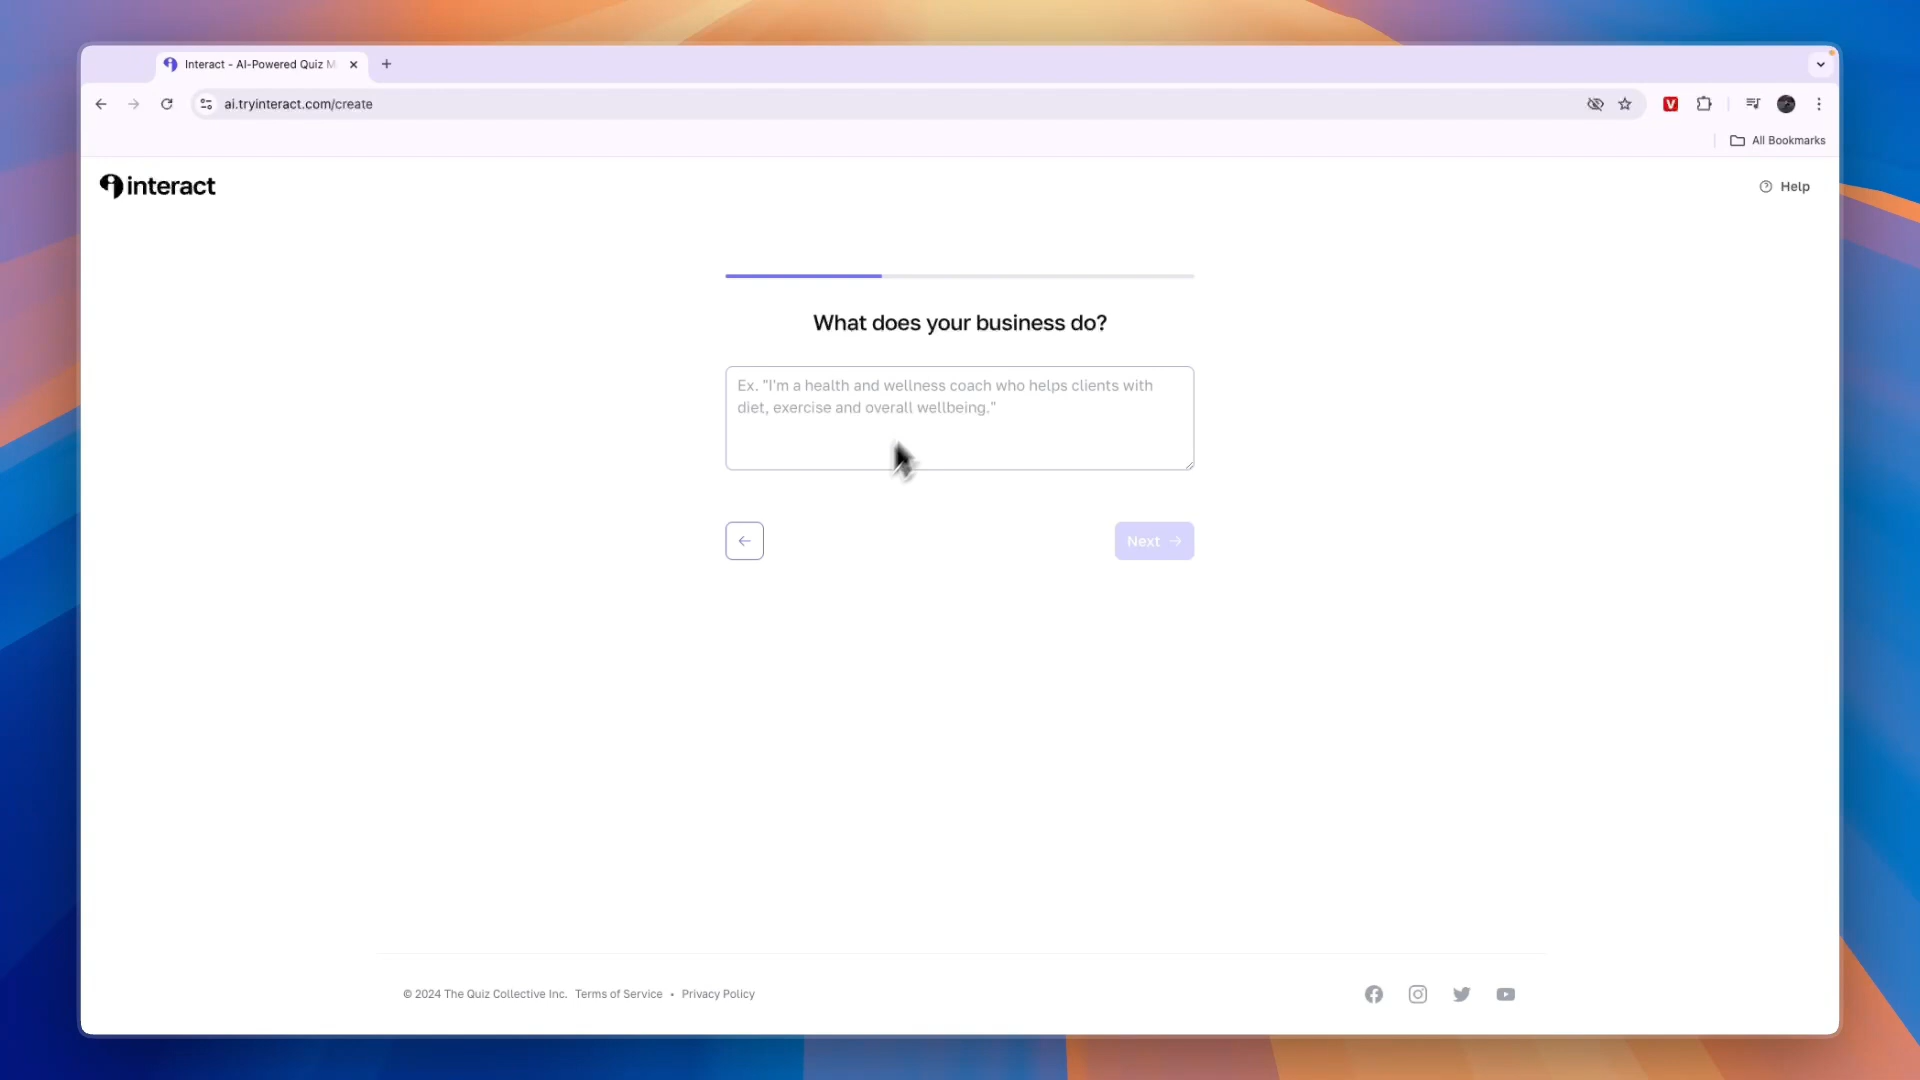 Interact - AI-Powered Quiz M
ai.tryinteract.com/create
V
All Bookmarks
interact
Help
What does your business do?
Ex. "I'm a health and wellness coach who helps clients with
diet, exercise and overall wellbeing."
Next
© 2024 The Quiz Collective Inc. Terms of Service • Privacy Policy